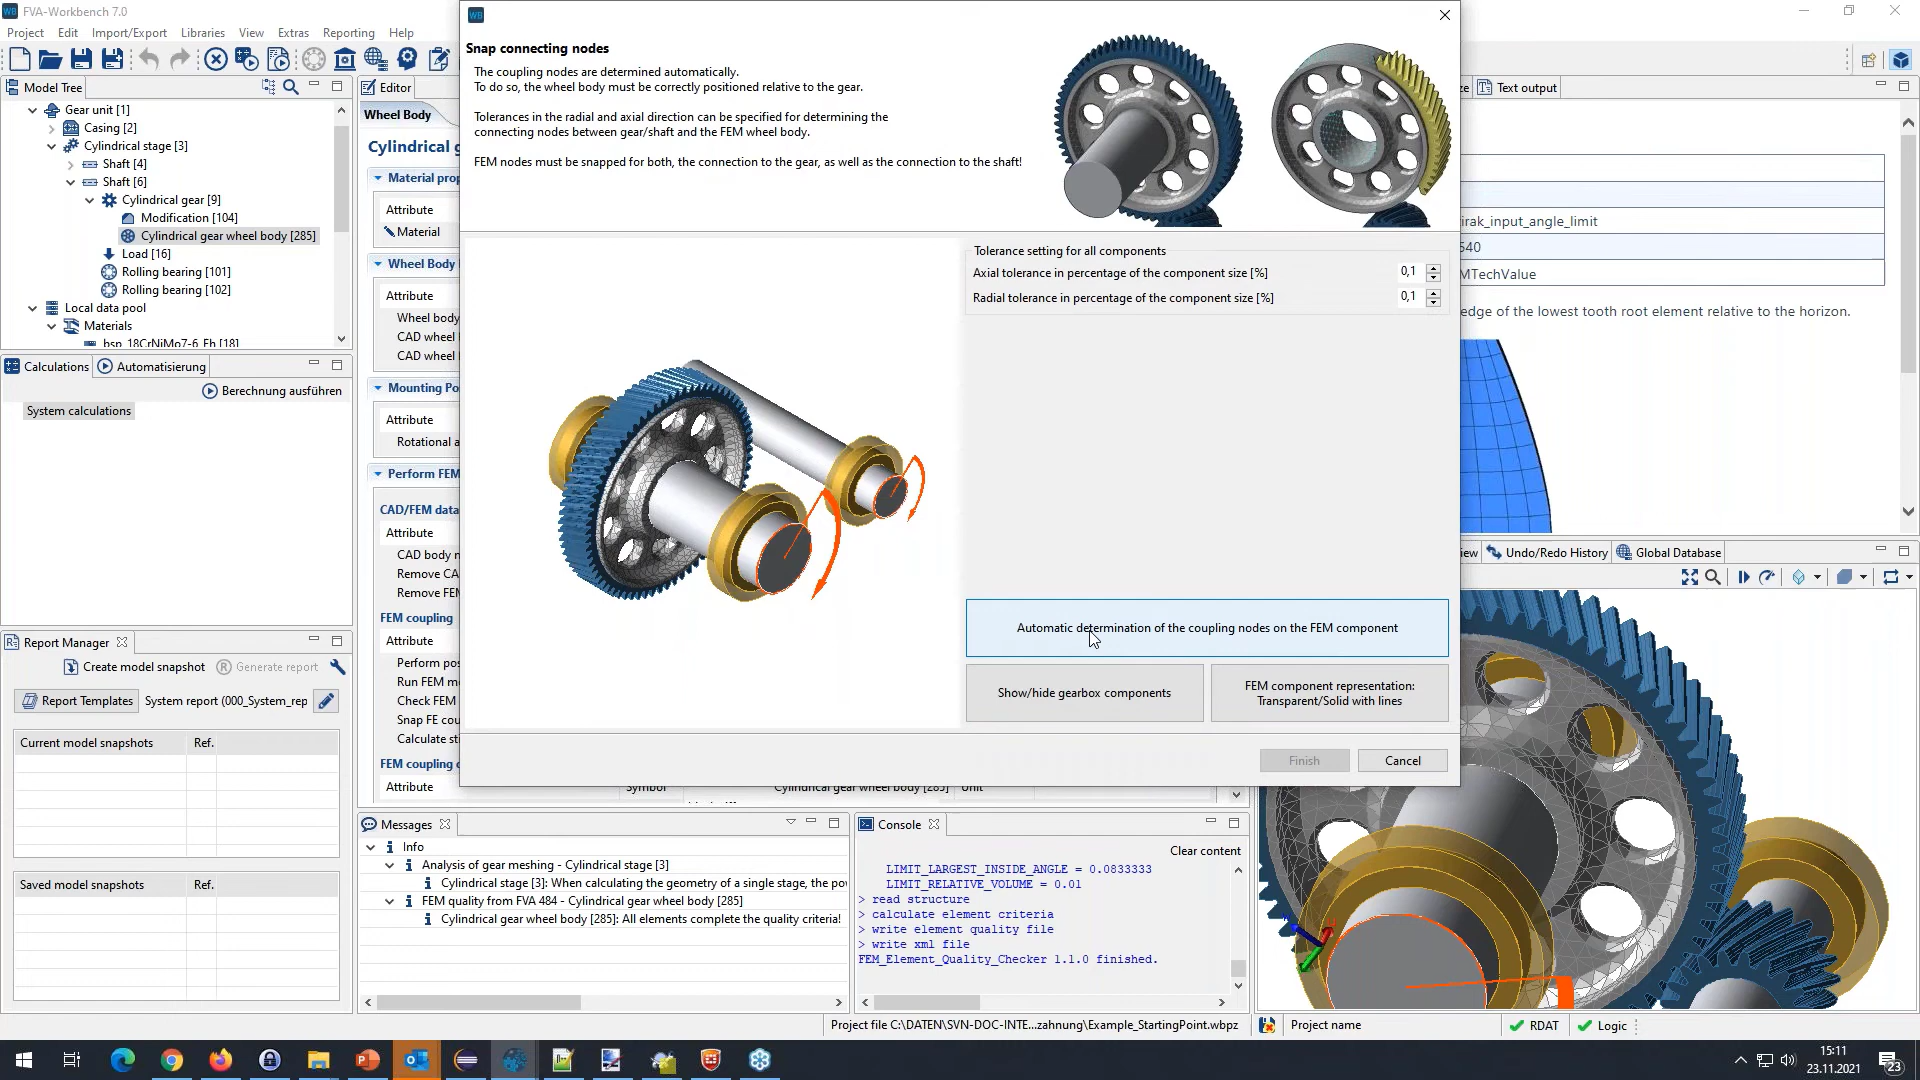 FVA-Workbench 7.0
Project Edit Import/Export Libraries View Extras Reporting Help
Model Tree
Gear unit [1]
Casing [2]
Cylindrical stage [3]
Shaft [4]
Shaft [6]
Cylindrical gear [9]
Modification [104]
Cylindrical gear wheel body [285]
Load [16]
Rolling bearing [101]
Rolling bearing [102]
Local data pool
Materials
bsp_18CrNiMo7-6_Eh [18]
Calculations Automatisierung
Berechnung ausführen
System calculations
Report Manager
Create model snapshot Generate report
Report Templates System report (000_System_rep
Current model snapshots Ref.
Saved model snapshots Ref.
Editor
Wheel Body
Cylindrical g
Material prop
Attribute
Material
Wheel Body
Attribute
Wheel body
CAD wheel
CAD wheel
Mounting Po
Attribute
Rotational a
Perform FEM
CAD/FEM data
Attribute
CAD body n
Remove CA
Remove FEM
FEM coupling
Attribute
Perform pos
Run FEM m
Check FEM
Snap FE cou
Calculate sti
FEM coupling d
Attribute Symbol Cylindrical gear wheel body [285] Unit
WB
Snap connecting nodes
The coupling nodes are determined automatically.
To do so, the wheel body must be correctly positioned relative to the gear.
Tolerances in the radial and axial direction can be specified for determining the
connecting nodes between gear/shaft and the FEM wheel body.
FEM nodes must be snapped for both, the connection to the gear, as well as the connection to the shaft!
Tolerance setting for all components
Axial tolerance in percentage of the component size [%] 0,1
Radial tolerance in percentage of the component size [%] 0,1
Automatic determination of the coupling nodes on the FEM component
Show/hide gearbox components
FEM component representation:
Transparent/Solid with lines
Finish Cancel
Text output
irak_input_angle_limit
540
MTechValue
edge of the lowest tooth root element relative to the horizon.
iew Undo/Redo History Global Database
Messages
Info
Analysis of gear meshing - Cylindrical stage [3]
Cylindrical stage [3]: When calculating the geometry of a single stage, the pow
FEM quality from FVA 484 - Cylindrical gear wheel body [285]
Cylindrical gear wheel body [285]: All elements complete the quality criteria!
Console
Clear content
LIMIT_LARGEST_INSIDE_ANGLE = 0.0833333
LIMIT_RELATIVE_VOLUME = 0.01
> read structure
> calculate element criteria
> write element quality file
> write xml file
FEM_Element_Quality_Checker 1.1.0 finished.
Project file C:\DATEN\SVN-DOC-INTE...zahnung/Example_StartingPoint.wbpz Project name RDAT Logic
15:11
23.11.2021
23